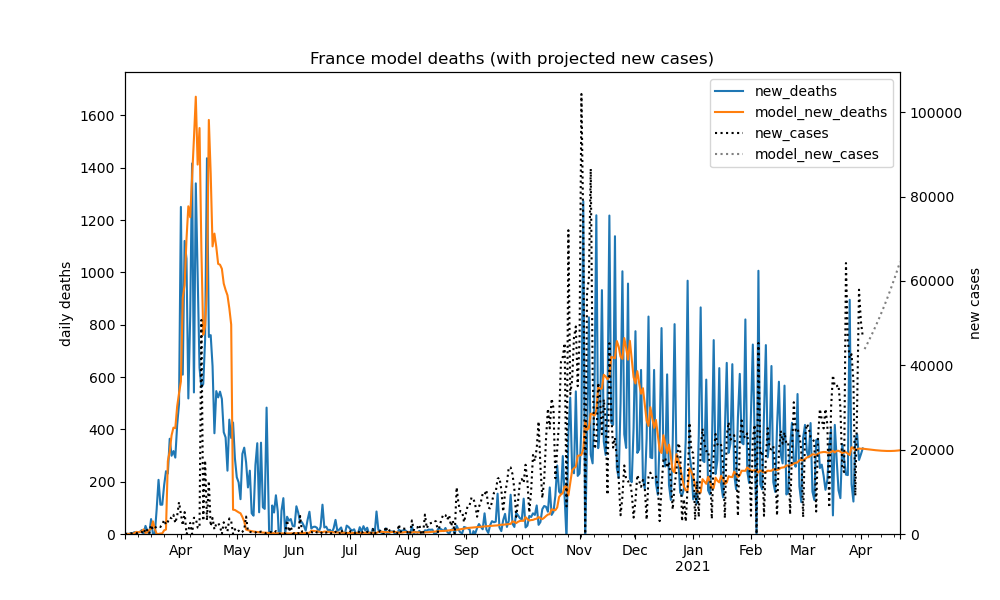 France model deaths (with projected new cases)
new_deaths
model_new_deaths
new_cases
model_new_cases
daily deaths
1600
1400
1200
1000
800
600
400
200
0
new cases
100000
80000
60000
40000
20000
0
Apr May Jun Jul Aug Sep Oct Nov Dec Jan Feb Mar Apr
2021